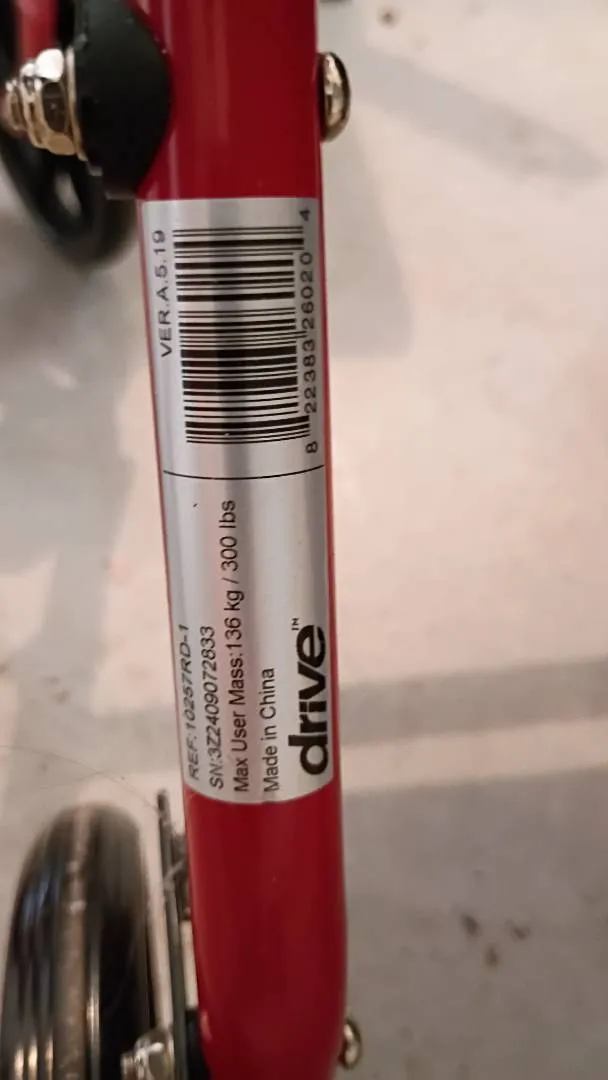 REF:10257RD-1
SN:3Z2409072833
Max User Mass:136 kg / 300 lbs
Made in China
drive™
VER.A.5.19
8 22383 26020 4